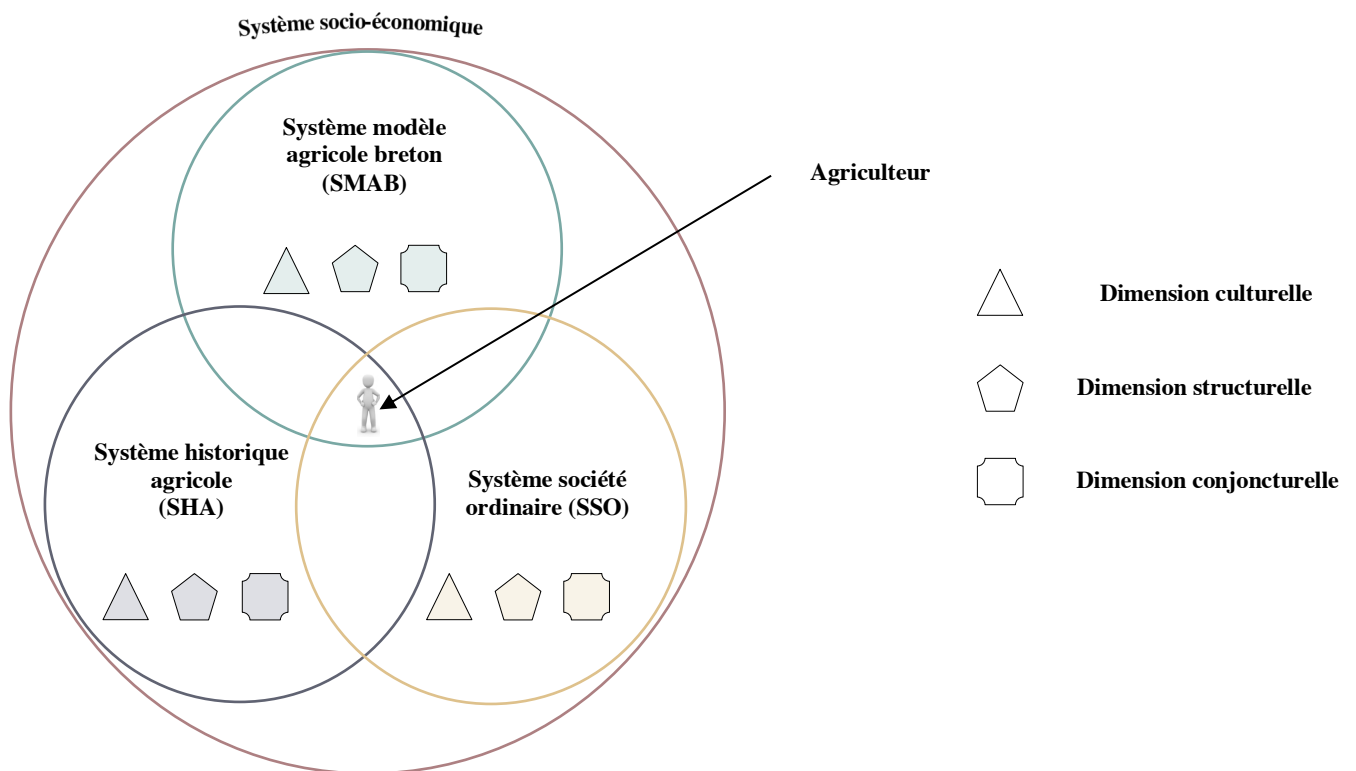 Système socio-économique
Système modèle
agricole breton
(SMAB)
Agriculteur
Dimension culturelle
Dimension structurelle
Système historique
agricole
(SHA)
Système société
ordinaire (SSO)
Dimension conjoncturelle